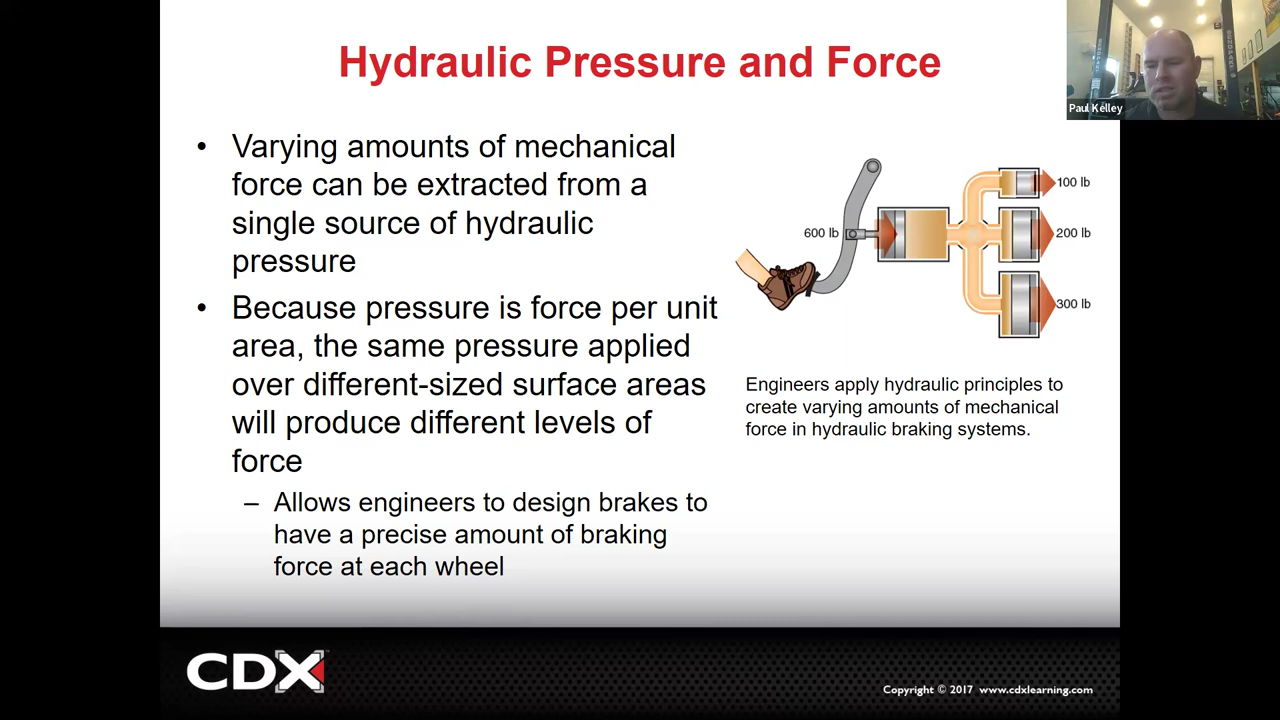 Hydraulic Pressure and Force
Paul Kelley
• Varying amounts of mechanical
force can be extracted from a
single source of hydraulic
pressure
• Because pressure is force per unit
area, the same pressure applied
over different-sized surface areas
will produce different levels of
force
– Allows engineers to design brakes to
have a precise amount of braking
force at each wheel
600 lb
100 lb
200 lb
300 lb
Engineers apply hydraulic principles to
create varying amounts of mechanical
force in hydraulic braking systems.
CDX
Copyright © 2017 www.cdxlearning.com